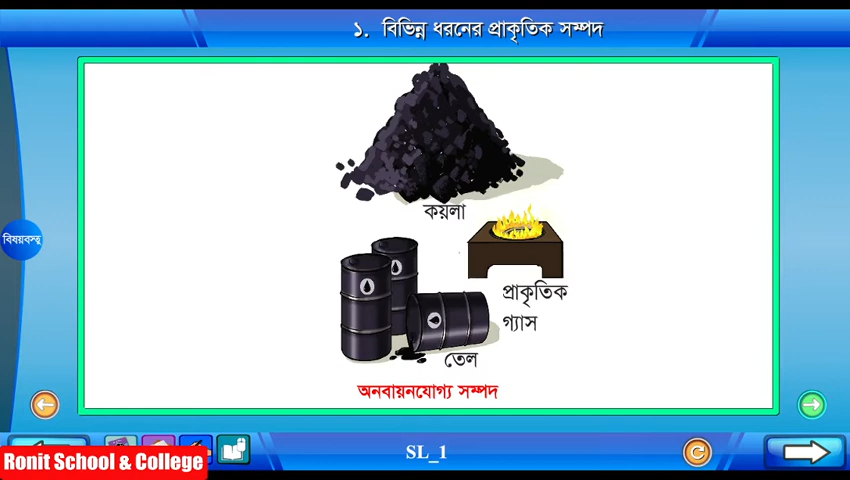 ১. বিভিন্ন ধরনের প্রাকৃতিক সম্পদ
কয়লা
বিষয়বস্তু
প্রাকৃতিক
গ্যাস
তেল
অনবায়নযোগ্য সম্পদ
SL_1
Ronit School & College